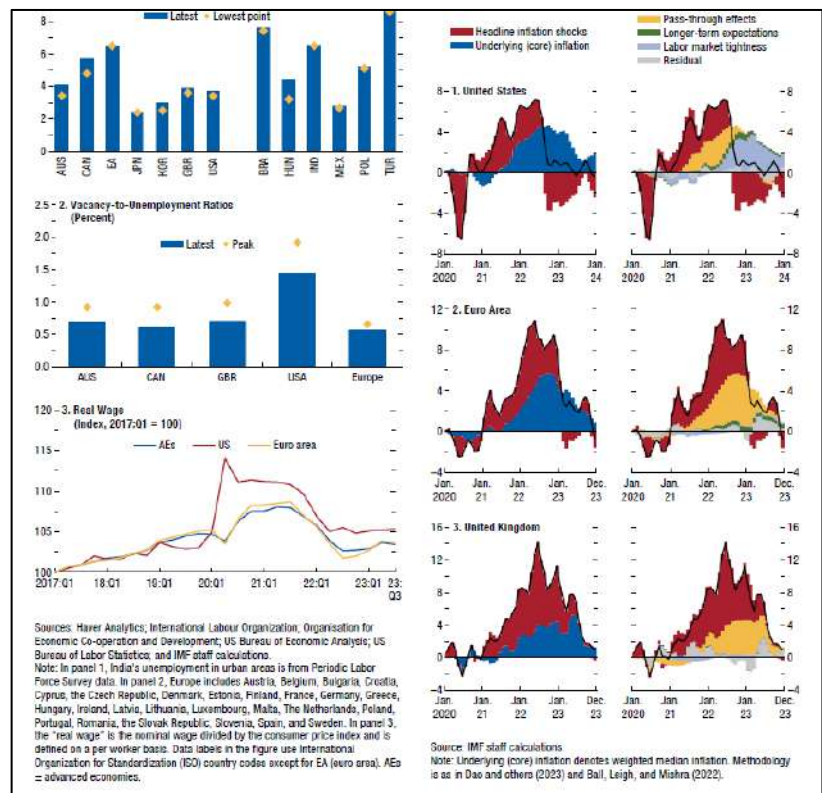 Latest
Lowest point
8
6
4
2
0
AUS
CAN
EA
JPN
KOR
GBR
USA
BRA
HUN
IND
MEX
POL
TUR
2. Vacancy-to-Unemployment Ratios
(Percent)
Latest
Peak
2.5
2.0
1.5
1.0
0.5
0.0
AUS
CAN
GBR
USA
Europe
3. Real Wage
(Index, 2017:01 = 100)
AEs
US
Euro area
120
115
110
105
100
2017:01
18:01
19:01
20:01
21:01
22:01
23:01
23:
Q3
Sources: Haver Analytics; International Labour Organization; Organisation for
Economic Co-operation and Development; US Bureau of Economic Analysis; US
Bureau of Labor Statistics; and IMF staff calculations.
Note: In panel 1, India's unemployment in urban areas is from Periodic Labor
Force Survey data. In panel 2, Europe includes Austria, Belgium, Bulgaria, Croatia,
Cyprus, the Czech Republic, Denmark, Estonia, Finland, France, Germany, Greece,
Hungary, Ireland, Latvia, Lithuania, Luxembourg, Malta, The Netherlands, Poland,
Portugal, Romania, the Slovak Republic, Slovenia, Spain, and Sweden. In panel 3,
the "real wage" is the nominal wage divided by the consumer price index and is
defined on a per worker basis. Data labels in the figure use International
Organization for Standardization (ISO) country codes except for EA (euro area). AEs
= advanced economies.
Headline inflation shocks
Underlying (core) inflation
Pass-through effects
Longer-term expectations
Labor market tightness
Residual
1. United States
8
4
0
−4
−8
8
4
0
−4
−8
Jan.
2020
Jan.
21
Jan.
22
Jan.
23
Jan.
24
Jan.
2020
Jan.
21
Jan.
22
Jan.
23
Jan.
24
2. Euro Area
12
8
4
0
−4
12
8
4
0
−4
Jan.
2020
Jan.
21
Jan.
22
Jan.
23
Dec.
23
Jan.
2020
Jan.
21
Jan.
22
Jan.
23
Dec.
23
3. United Kingdom
16
12
8
4
0
−4
16
12
8
4
0
−4
Jan.
2020
Jan.
21
Jan.
22
Jan.
23
Dec.
23
Jan.
2020
Jan.
21
Jan.
22
Jan.
23
Dec.
23
Source: IMF staff calculations
Note: Underlying (core) inflation denotes weighted median inflation. Methodology
is as in Dao and others (2023) and Ball, Leigh, and Mishra (2022).